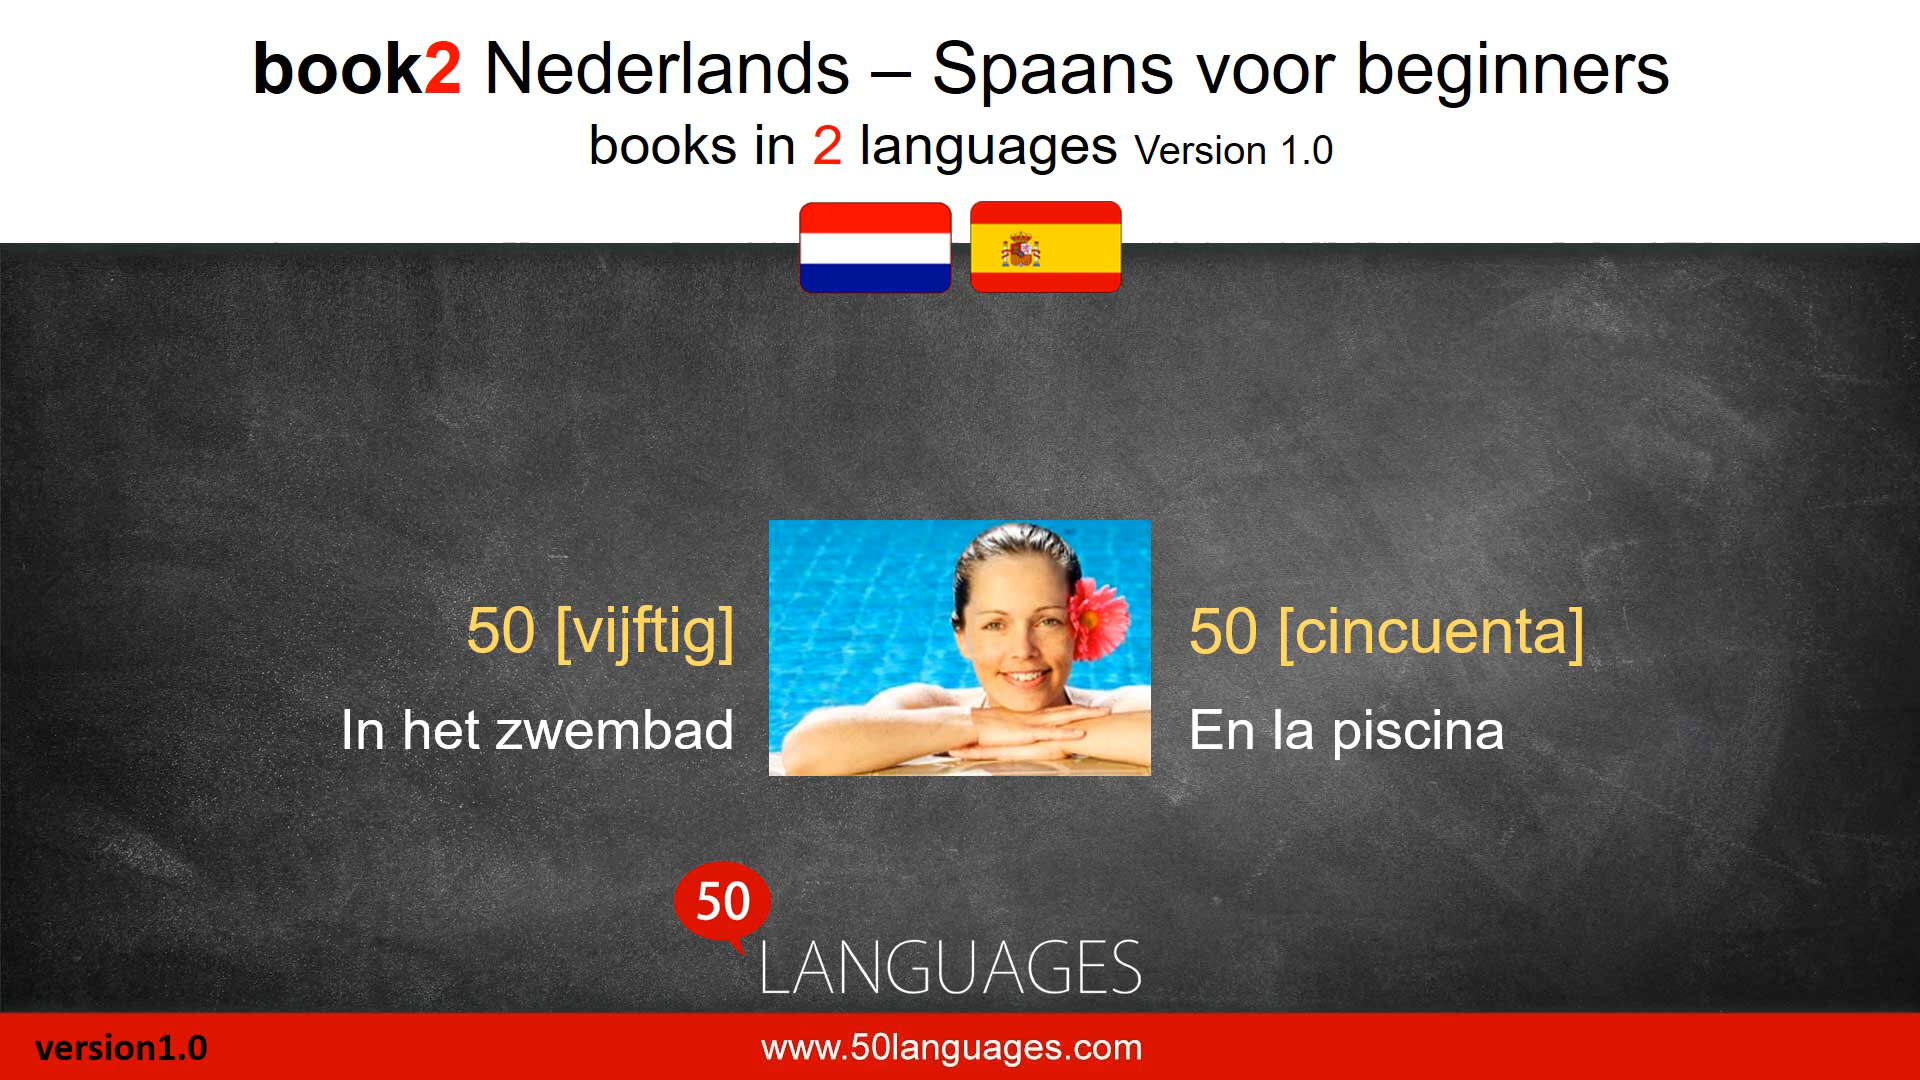 book2 Nederlands – Spaans voor beginners
books in 2 languages Version 1.0
50 [vijftig]
In het zwembad
50 [cincuenta]
En la piscina
50
LANGUAGES
version1.0
www.50languages.com